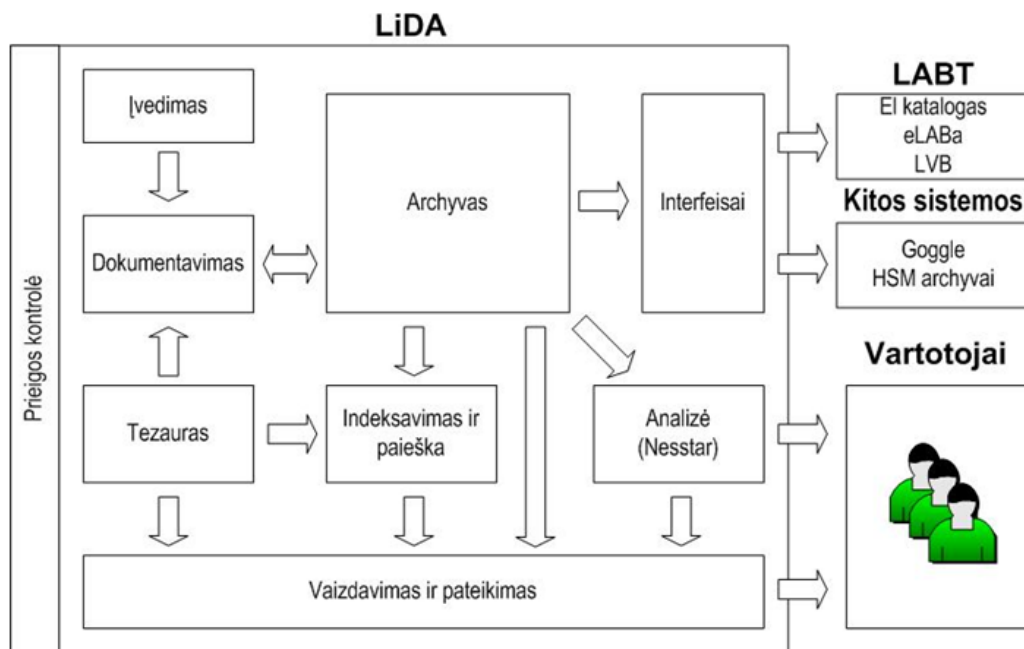 LiDA
Prieigos kontrolė
Įvedimas
Dokumentavimas
Tezauras
Archyvas
Indeksavimas ir
paieška
Interfeisai
Analizė
(Nesstar)
Vaizdavimas ir pateikimas
LABT
EI katalogas
eLABa
LVB
Kitos sistemos
Goggle
HSM archyvai
Vartotojai